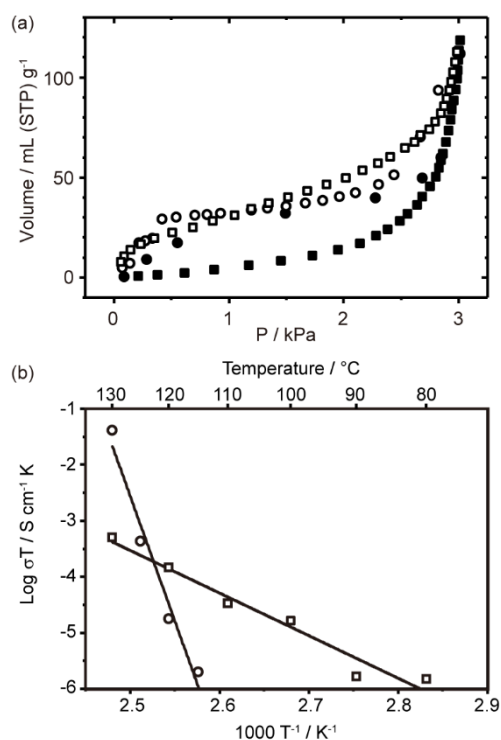 (a)
Volume / mL (STP) g⁻¹
100
50
0
0 1 2 3
P / kPa
(b)
Temperature / °C
130 120 110 100 90 80
Log σT / S cm⁻¹ K
-1
-2
-3
-4
-5
-6
2.5 2.6 2.7 2.8 2.9
1000 T⁻¹ / K⁻¹